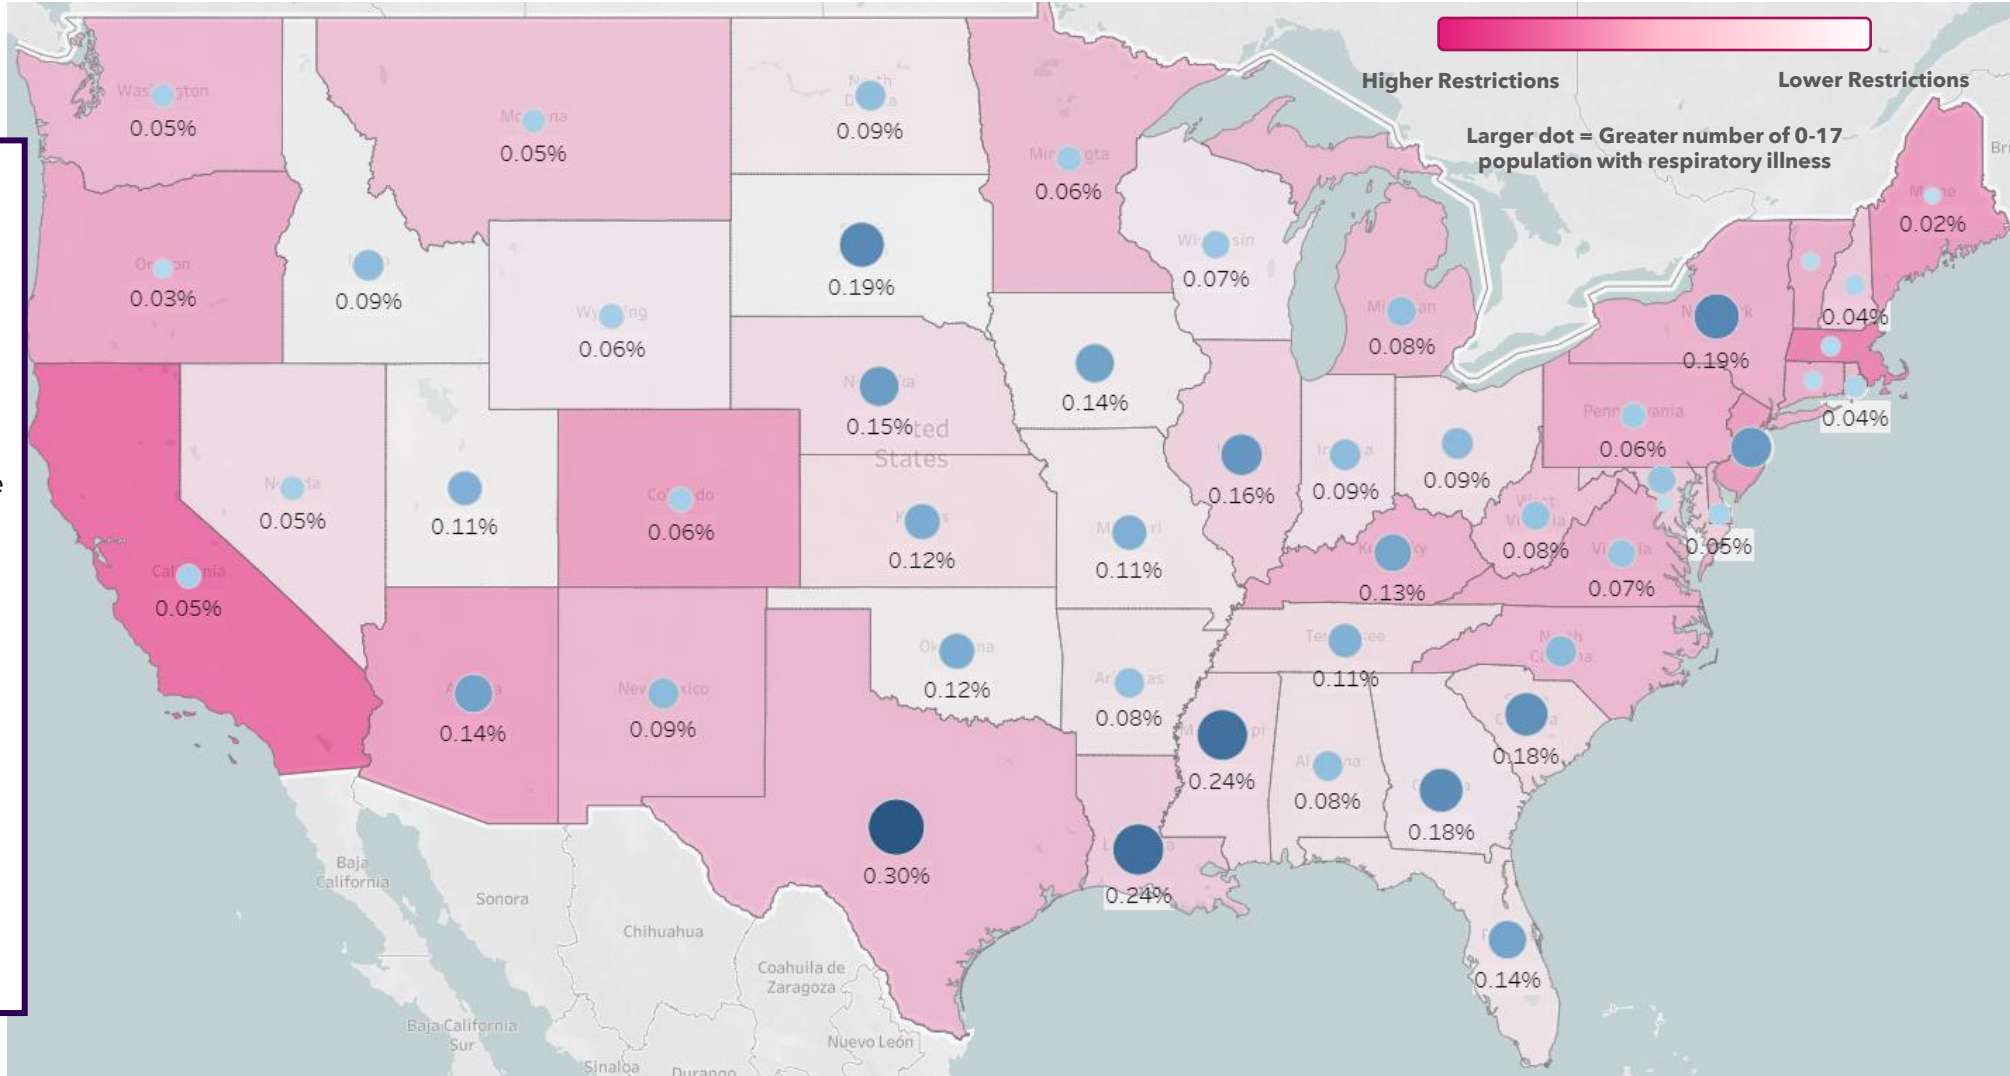 Higher Restrictions
Lower Restrictions
Larger dot = Greater number of 0-17
population with respiratory illness
0.05%
0.05%
0.09%
0.06%
0.02%
0.03%
0.09%
0.06%
0.19%
0.07%
0.08%
0.04%
0.19%
0.04%
0.15%
0.14%
0.06%
ted
States
0.05%
0.11%
0.06%
0.12%
0.11%
0.16%
0.09%
0.09%
0.08%
0.05%
0.13%
0.07%
0.05%
0.14%
0.09%
0.12%
0.08%
0.11%
0.24%
0.08%
0.18%
0.18%
0.30%
0.24%
0.14%
Baja
California
Sonora
Chihuahua
Coahuila de
Zaragoza
Baja California
Sur
Nuevo León
Sinaloa
Durango
e